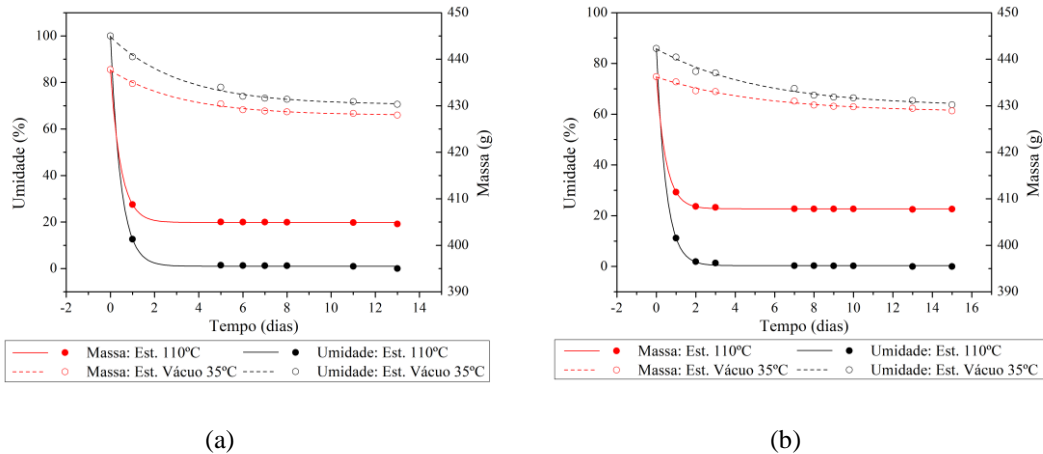 450
100
440
80
430
60
420
40
410
20
400
0
390
-2 0 2 4 6 8 10 12 14
Umidade (%)
Massa (g)
Tempo (dias)
Massa: Est. 110ºC
Umidade: Est. 110ºC
Massa: Est. Vácuo 35ºC
Umidade: Est. Vácuo 35ºC
(a)
450
100
440
80
430
60
420
40
410
20
400
0
390
-2 0 2 4 6 8 10 12 14 16
Umidade (%)
Massa (g)
Tempo (dias)
Massa: Est. 110ºC
Umidade: Est. 110ºC
Massa: Est. Vácuo 35ºC
Umidade: Est. Vácuo 35ºC
(b)